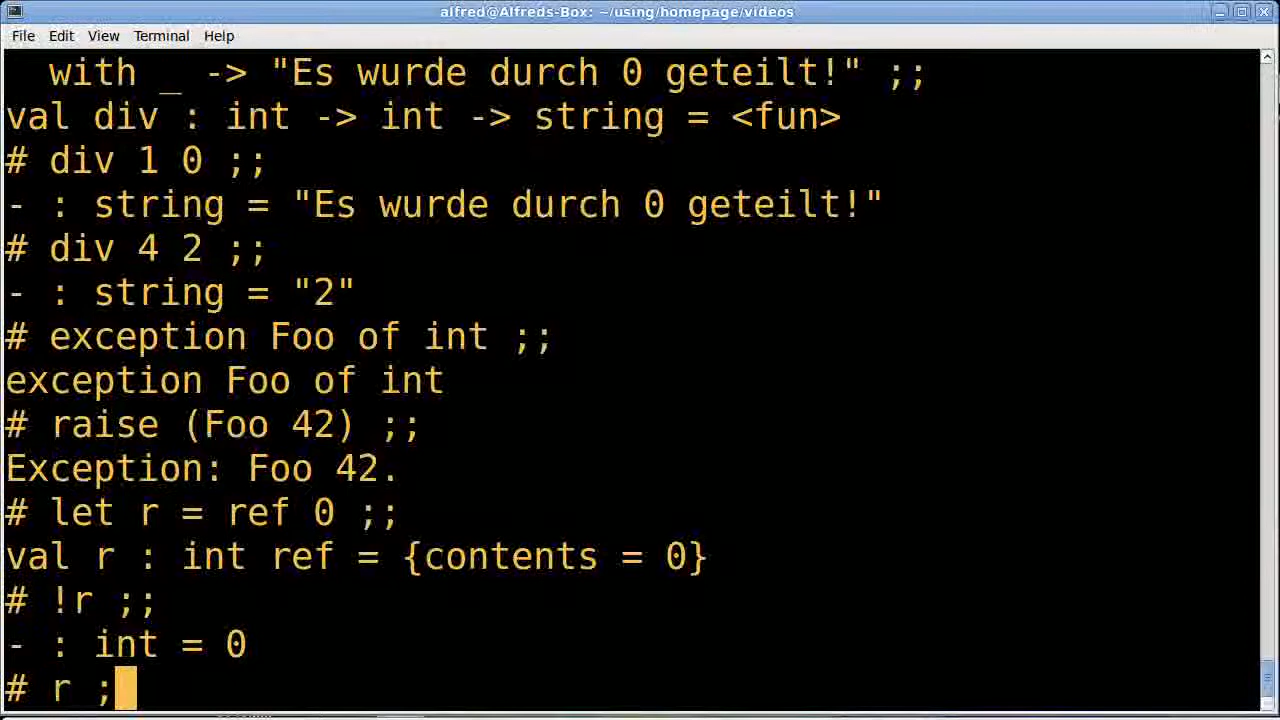 alfred@Alfreds-Box: ~/using/homepage/videos
File Edit View Terminal Help
with _ -> "Es wurde durch 0 geteilt!" ;;
val div : int -> int -> string = <fun>
# div 1 0 ;;
- : string = "Es wurde durch 0 geteilt!"
# div 4 2 ;;
- : string = "2"
# exception Foo of int ;;
exception Foo of int
# raise (Foo 42) ;;
Exception: Foo 42.
# let r = ref 0 ;;
val r : int ref = {contents = 0}
# !r ;;
- : int = 0
# r ;